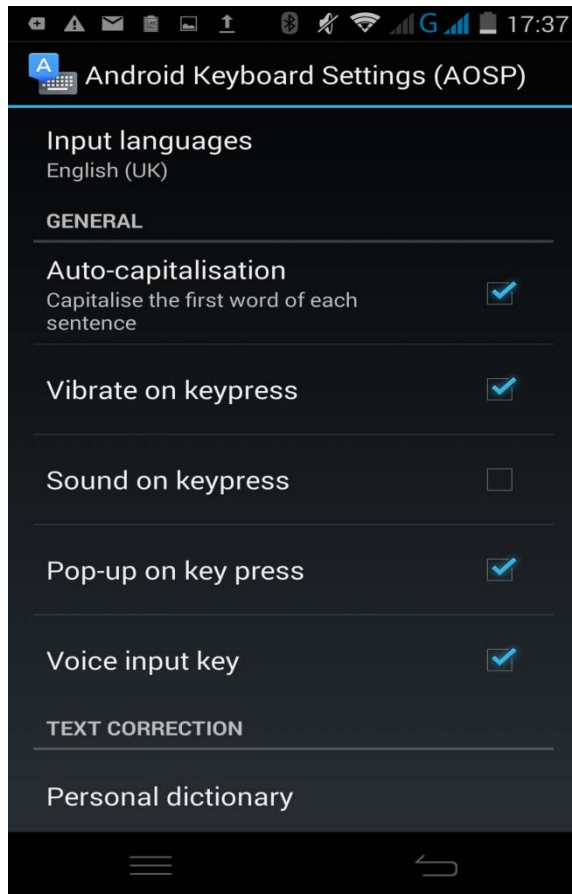 G 17:37
A Android Keyboard Settings (AOSP)
Input languages
English (UK)
GENERAL
Auto-capitalisation
Capitalise the first word of each
sentence
Vibrate on keypress
Sound on keypress
Pop-up on key press
Voice input key
TEXT CORRECTION
Personal dictionary